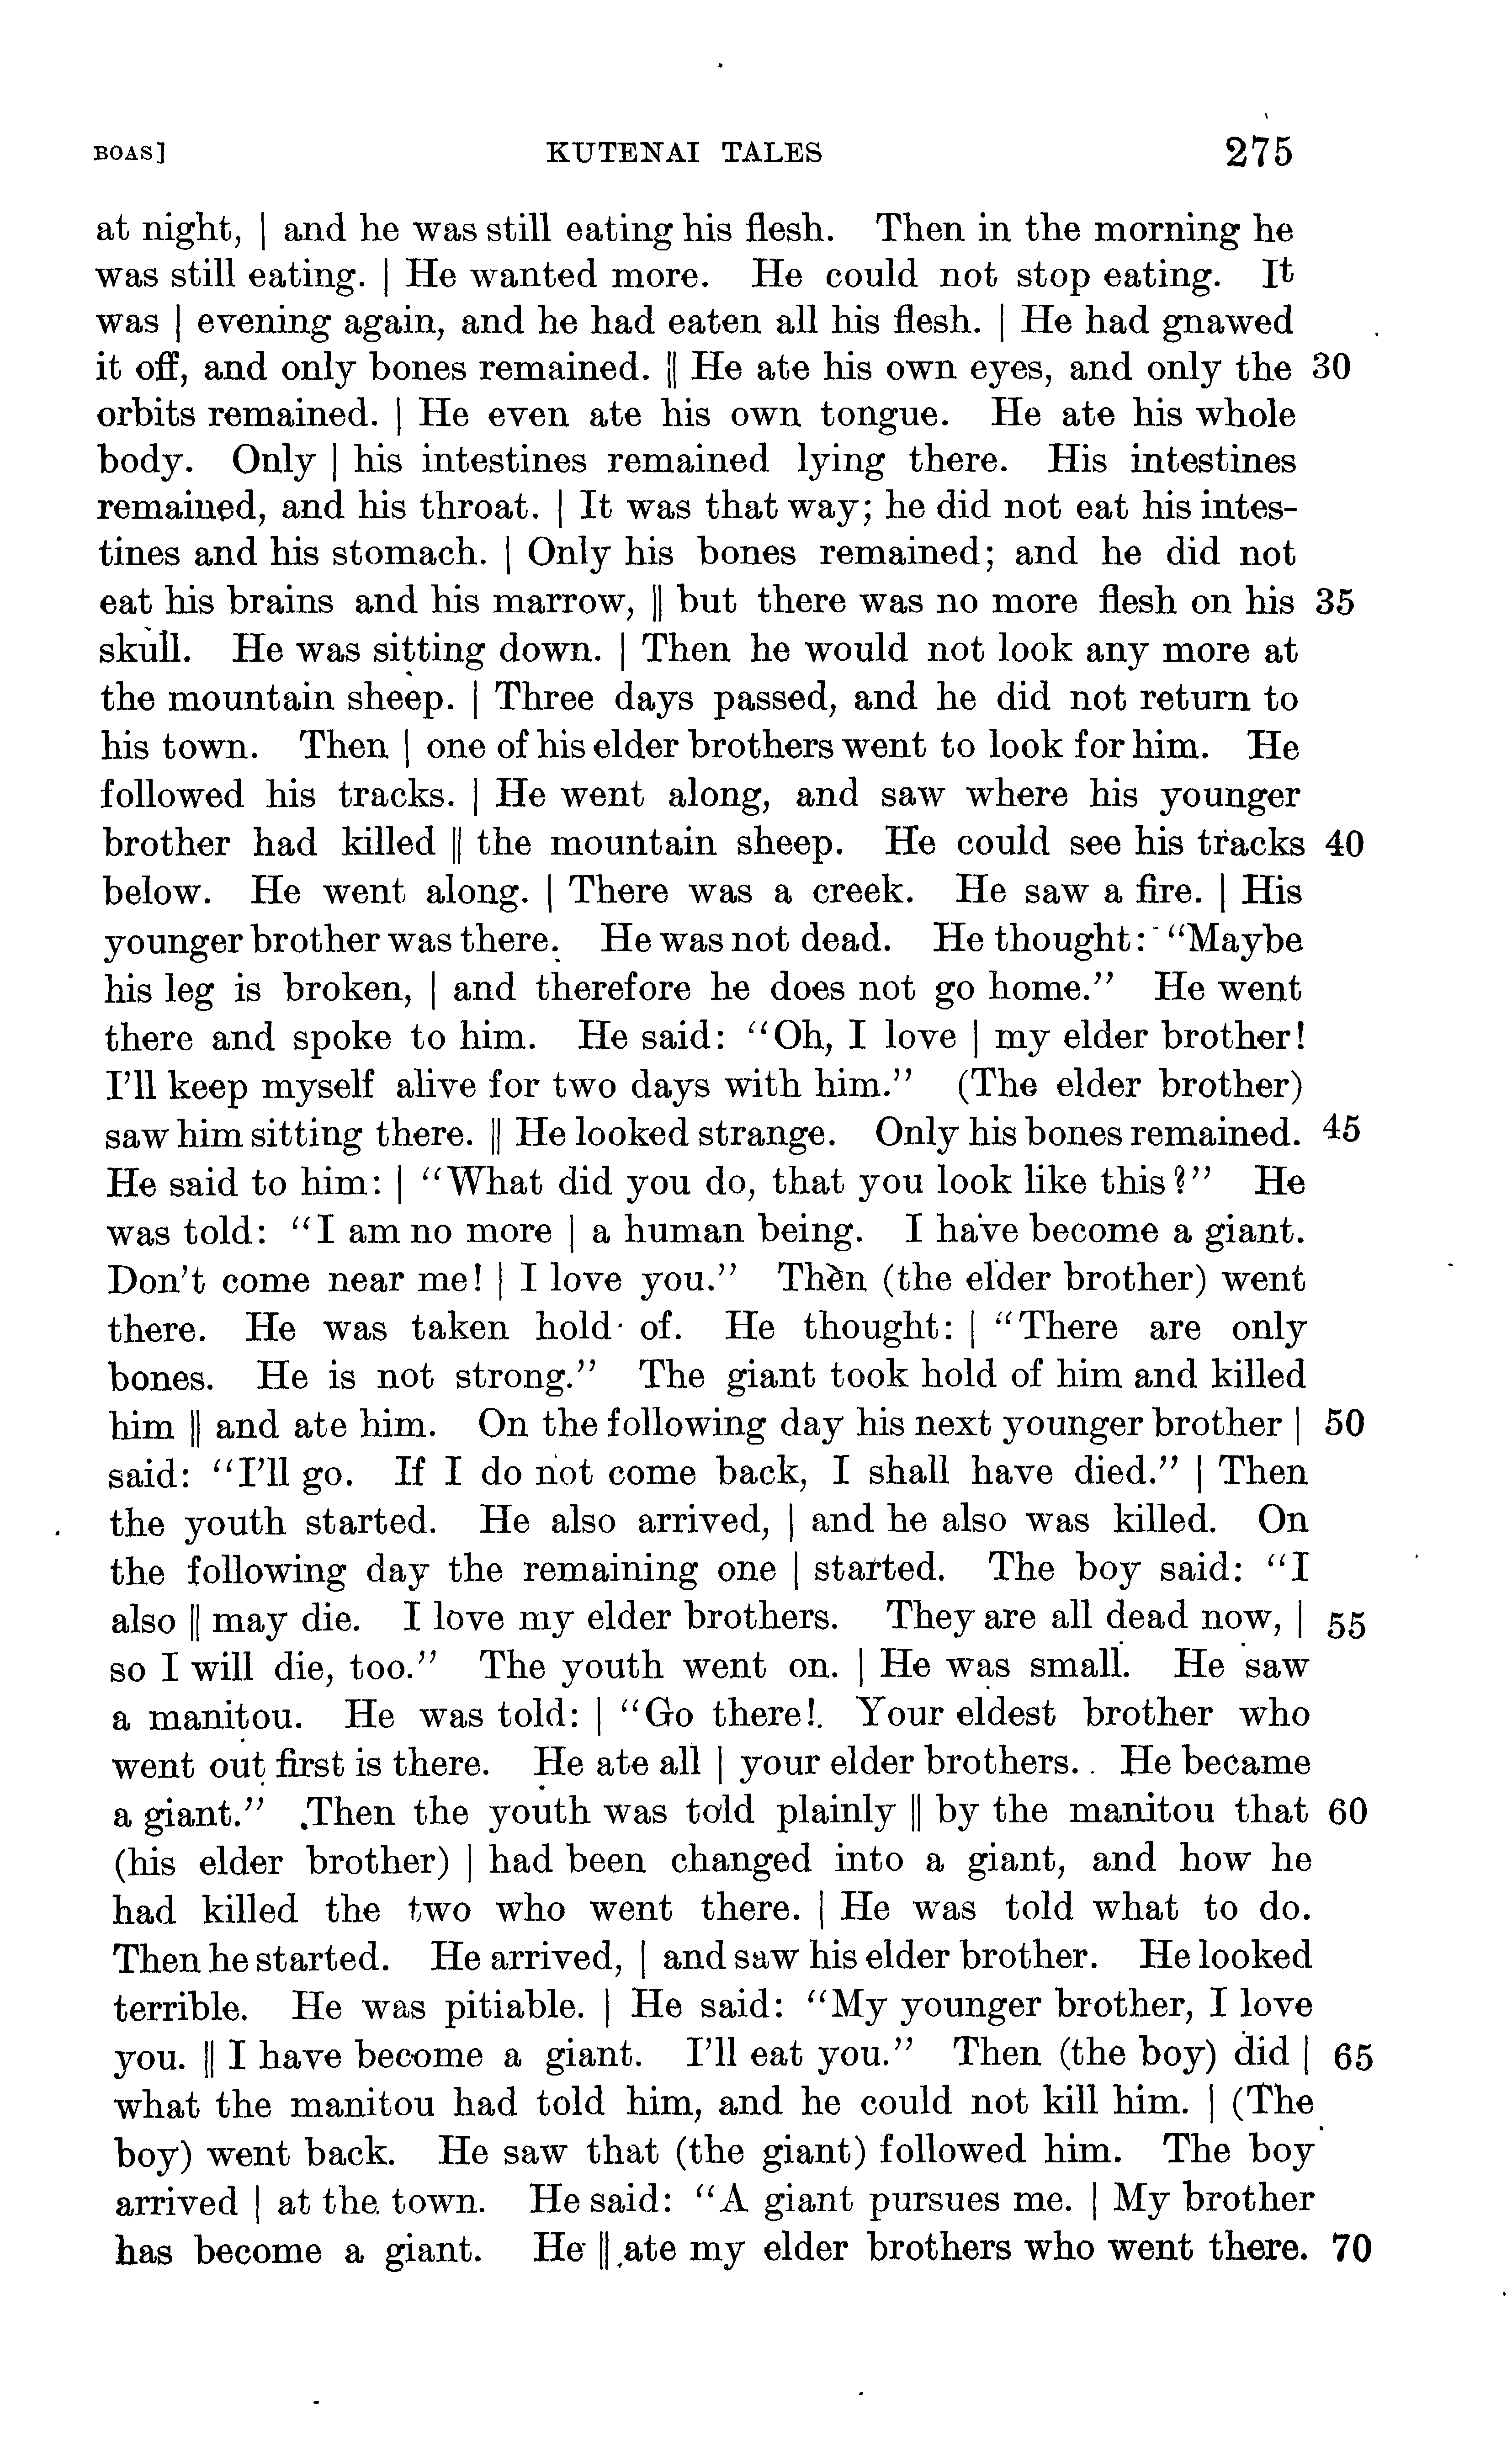 BOAS] KUTENAI TALES 275
at night, | and he was still eating his flesh. Then in the morning he
was still eating. | He wanted more. He could not stop eating. It
was | evening again, and he had eaten all his flesh. | He had gnawed
it off, and only bones remained. || He ate his own eyes, and only the 30
orbits remained. | He even ate his own tongue. He ate his whole
body. Only | his intestines remained lying there. His intestines
remained, and his throat. | It was that way; he did not eat his intes-
tines and his stomach. | Only his bones remained; and he did not
eat his brains and his marrow, || but there was no more flesh on his 35
skull. He was sitting down. | Then he would not look any more at
the mountain sheep. | Three days passed, and he did not return to
his town. Then | one of his elder brothers went to look for him. He
followed his tracks. | He went along, and saw where his younger
brother had killed || the mountain sheep. He could see his tracks 40
below. He went along. | There was a creek. He saw a fire. | His
younger brother was there. He was not dead. He thought: "Maybe
his leg is broken, | and therefore he does not go home." He went
there and spoke to him. He said: "Oh, I love | my elder brother!
I'll keep myself alive for two days with him." (The elder brother)
saw him sitting there. || He looked strange. Only his bones remained. 45
He said to him: | "What did you do, that you look like this?" He
was told: "I am no more | a human being. I have become a giant.
Don't come near me! | I love you." Then (the elder brother) went
there. He was taken hold of. He thought: | "There are only
bones. He is not strong." The giant took hold of him and killed
him || and ate him. On the following day his next younger brother | 50
said: "I'll go. If I do not come back, I shall have died." | Then
the youth started. He also arrived, | and he also was killed. On
the following day the remaining one | started. The boy said: "I
also || may die. I love my elder brothers. They are all dead now, | 55
so I will die, too." The youth went on. | He was small. He saw
a manitou. He was told: | "Go there! Your eldest brother who
went out first is there. He ate all | your elder brothers. He became
a giant." Then the youth was told plainly || by the manitou that 60
(his elder brother) | had been changed into a giant, and how he
had killed the two who went there. | He was told what to do.
Then he started. He arrived, | and saw his elder brother. He looked
terrible. He was pitiable. | He said: "My younger brother, I love
you. || I have become a giant. I'll eat you." Then (the boy) did | 65
what the manitou had told him, and he could not kill him. | (The
boy) went back. He saw that (the giant) followed him. The boy
arrived | at the town. He said: "A giant pursues me. | My brother
has become a giant. He || ate my elder brothers who went there. 70